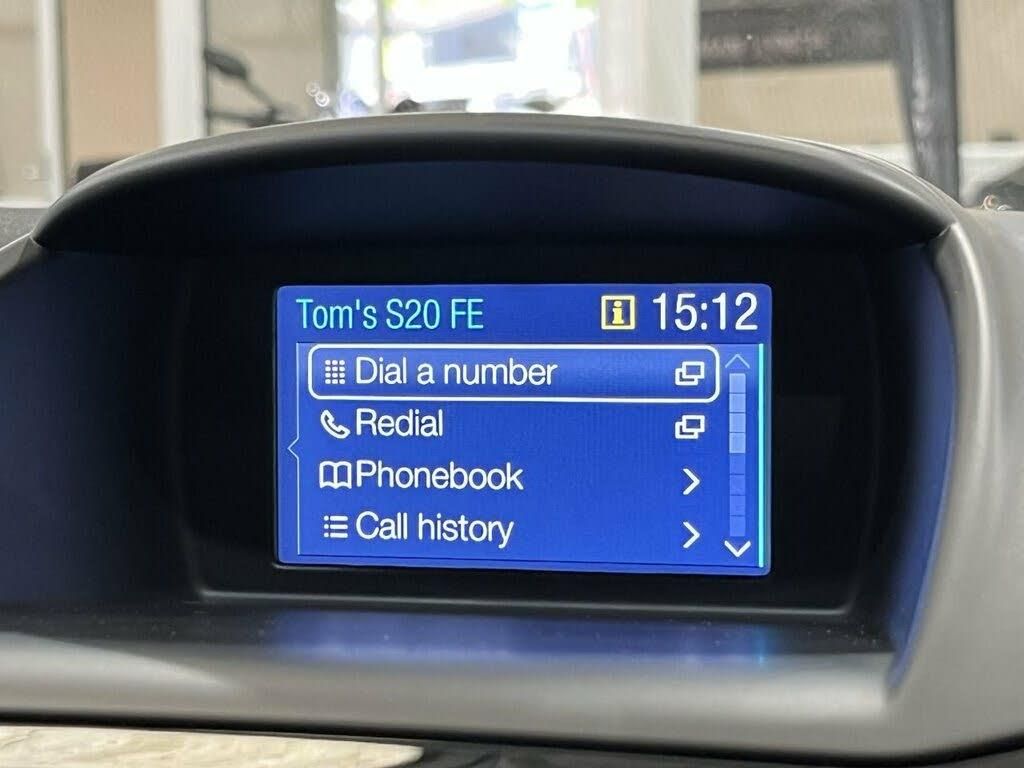 Tom's S20 FE i 15:12
Dial a number
Redial
Phonebook
Call history